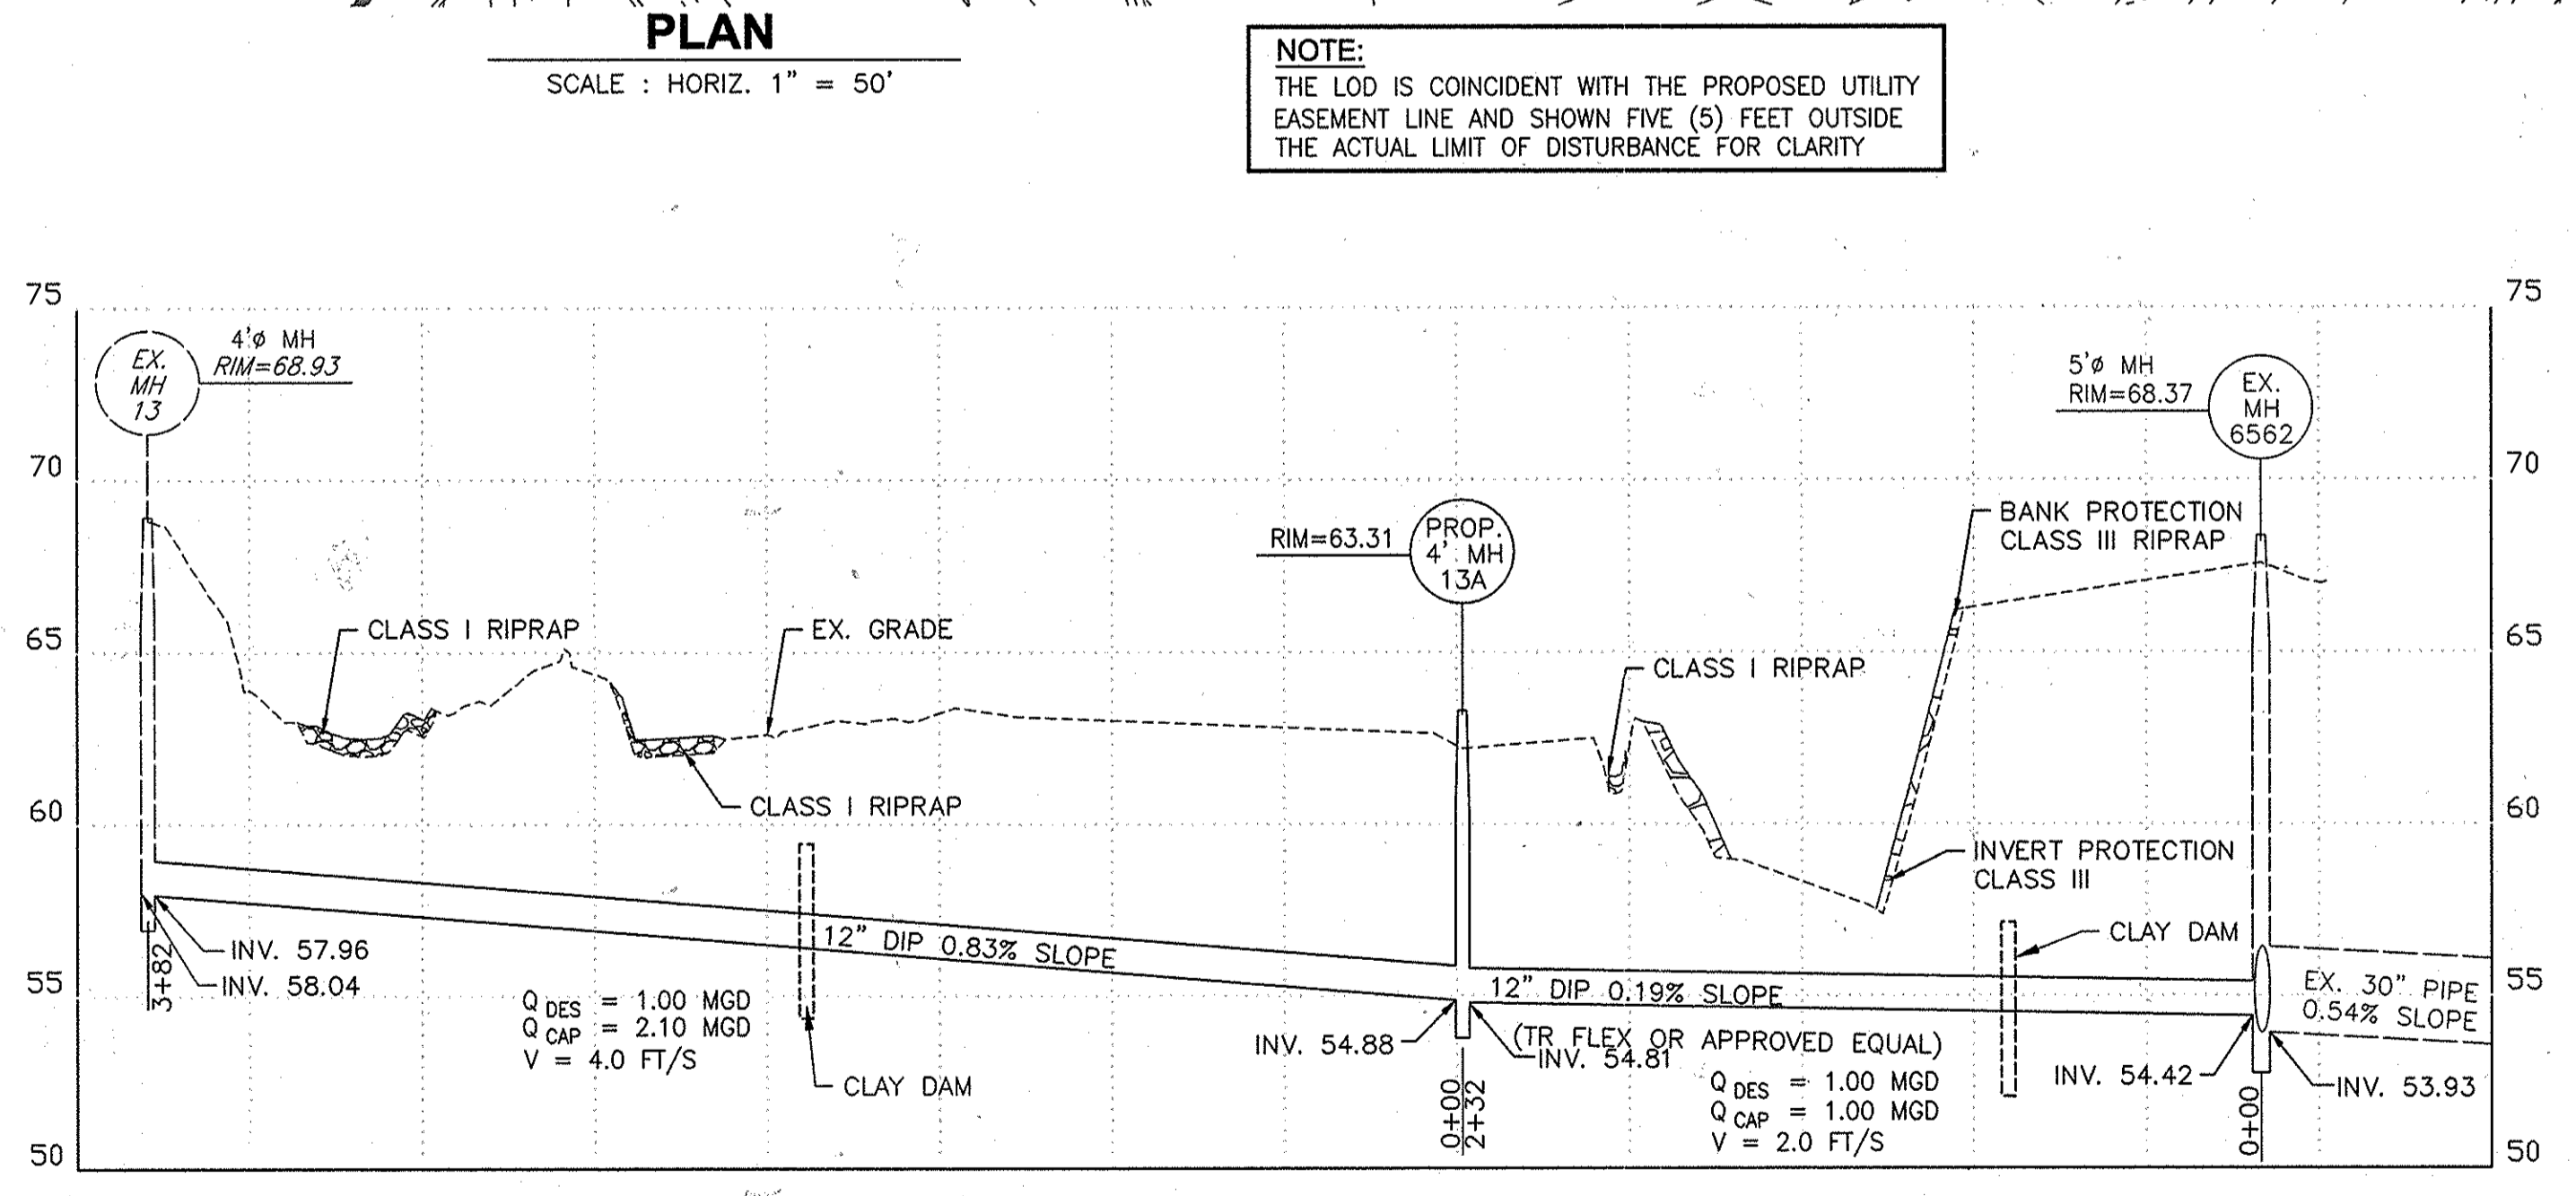 PLAN
SCALE : HORIZ. 1" = 50'
NOTE:
THE LOD IS COINCIDENT WITH THE PROPOSED UTILITY
EASEMENT LINE AND SHOWN FIVE (5) FEET OUTSIDE
THE ACTUAL LIMIT OF DISTURBANCE FOR CLARITY
75
75
EX.
MH
13
4'ø MH
RIM=68.93
5'ø MH
RIM=68.37
EX.
MH
6562
70
70
RIM=63.31
PROP.
4' MH
13A
BANK PROTECTION
CLASS III RIPRAP
65
65
CLASS I RIPRAP
EX. GRADE
CLASS I RIPRAP
60
60
CLASS I RIPRAP
INVERT PROTECTION
CLASS III
CLAY DAM
12" DIP 0.83% SLOPE
INV. 57.96
INV. 58.04
3+82
55
55
12" DIP 0.19% SLOPE
EX. 30" PIPE
0.54% SLOPE
Q DES = 1.00 MGD
Q CAP = 2.10 MGD
V = 4.0 FT/S
CLAY DAM
INV. 54.88
(TR FLEX OR APPROVED EQUAL)
INV. 54.81
Q DES = 1.00 MGD
Q CAP = 1.00 MGD
V = 2.0 FT/S
INV. 54.42
INV. 53.93
0+00
2+32
0+00
50
50